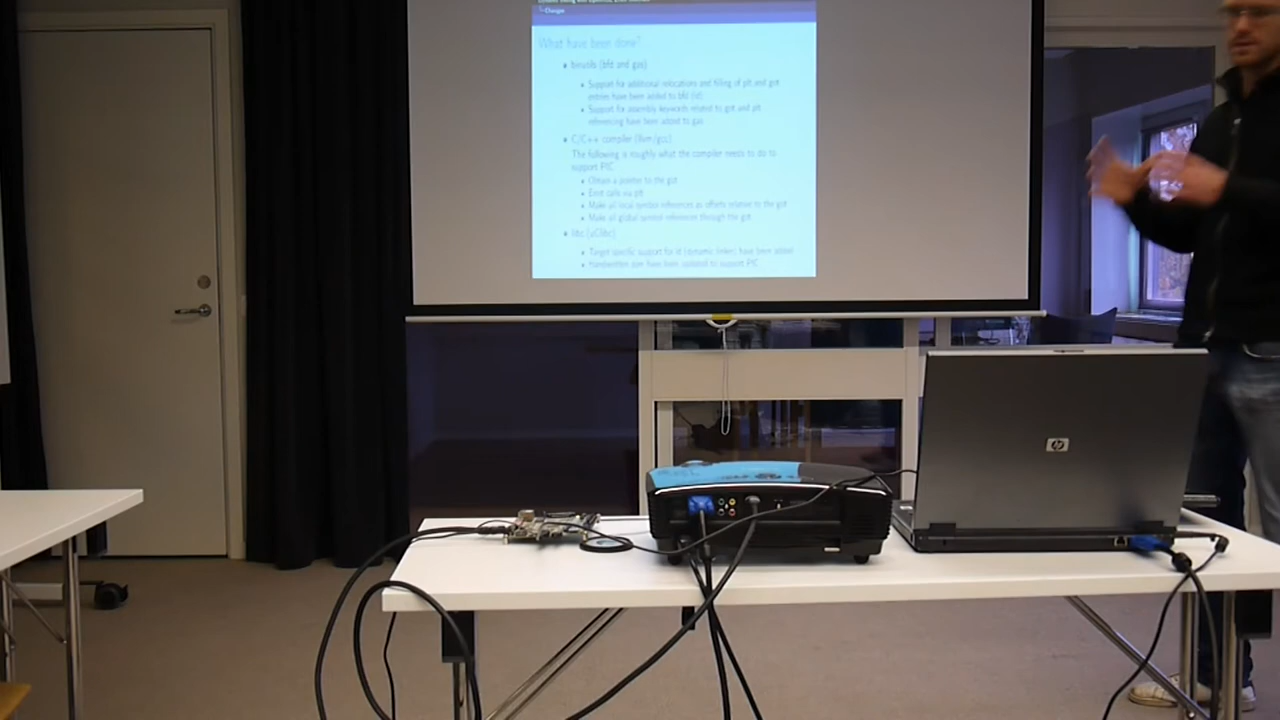 Changes
What have been done?
binutils (bfd and gas)
Support for additional relocations and filling of plt and got
entries have been added to bfd (ld)
Support for assembly keywords related to got and plt
referencing have been added to gas
C/C++ compiler (llvm/gcc)
The following is roughly what the compiler needs to do to
support PIC
Obtain a pointer to the got
Emit calls via plt
Make all local symbol references as offsets relative to the got
Make all global symbol references through the got
libc (uClibc)
Target specific support for ld (dynamic linker) have been added
Handwritten asm have been updated to support PIC
hp